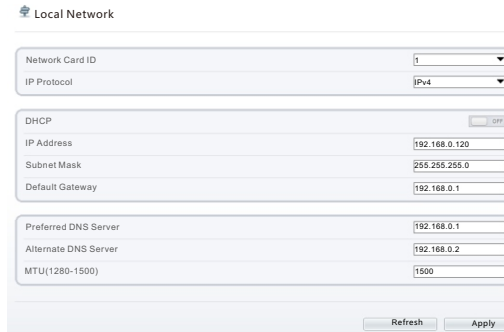 Local Network
Network Card ID 1
IP Protocol IPv4
DHCP OFF
IP Address 192.168.0.120
Subnet Mask 255.255.255.0
Default Gateway 192.168.0.1
Preferred DNS Server 192.168.0.1
Alternate DNS Server 192.168.0.2
MTU(1280-1500) 1500
Refresh Apply